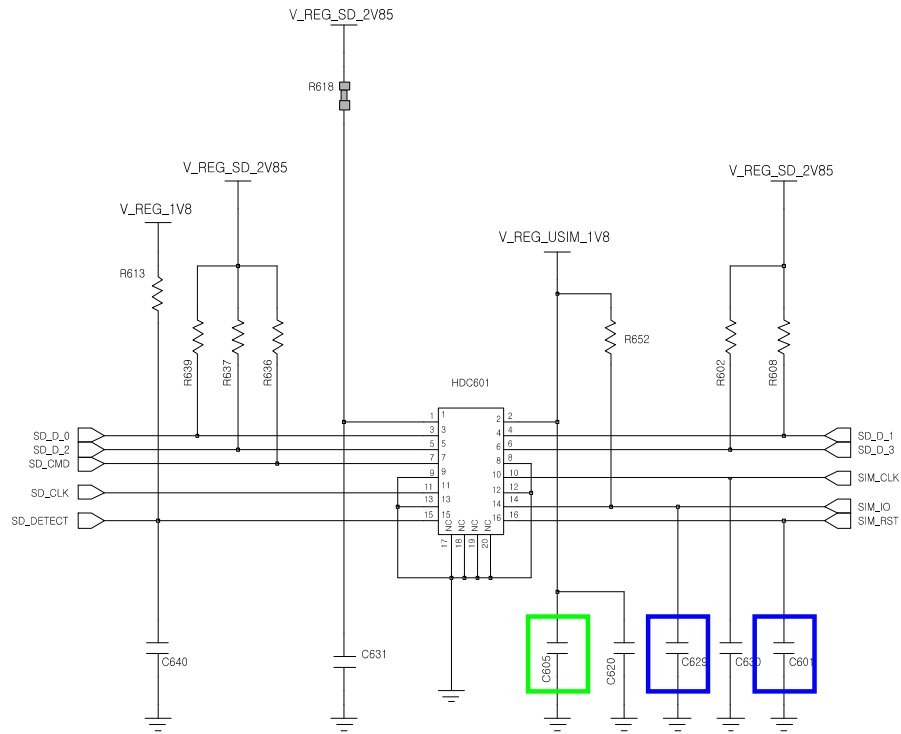 V_REG_SD_2V85
R618
V_REG_SD_2V85
V_REG_SD_2V85
V_REG_1V8
V_REG_USIM_1V8
R613
R652
R639
R637
R636
R602
R608
HDC601
1 1 2 2
SD_D_0 3 3 4 4 SD_D_1
SD_D_2 5 5 6 6 SD_D_3
SD_CMD 7 7 8 8
9 9 10 10 SIM_CLK
SD_CLK 11 11 12 12
13 13 14 14 SIM_IO
SD_DETECT 15 15 16 16 SIM_RST
NC NC NC NC
17 18 19 20
C640
C631
C605
C620
C629
C630
C601